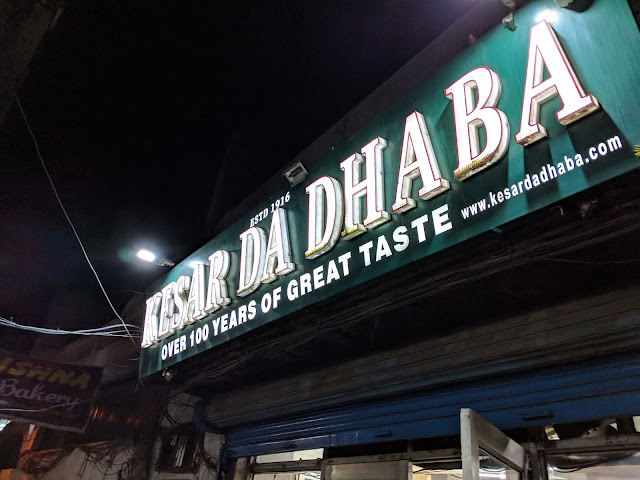 ESTD 1916
KESAR DA DHABA
OVER 100 YEARS OF GREAT TASTE
www.kesardadhaba.com
Bakery